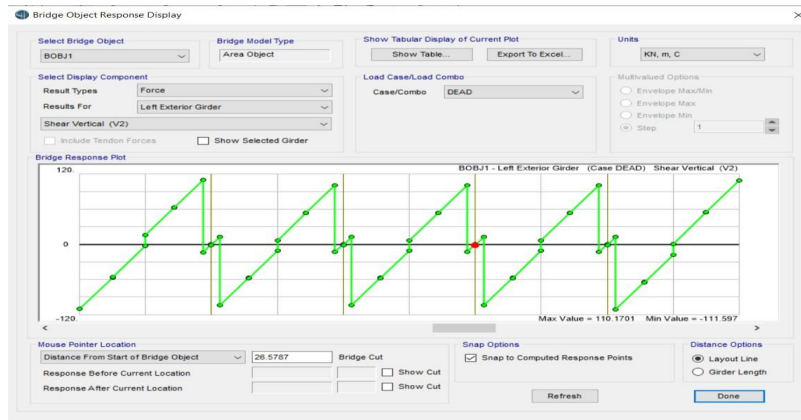 Bridge Object Response Display
Select Bridge Object
BOBJ1
Bridge Model Type
Area Object
Show Tabular Display of Current Plot
Show Table...
Export To Excel...
Units
KN, m, C
Select Display Component
Result Types
Force
Results For
Left Exterior Girder
Shear Vertical (V2)
Include Tendon Forces
Show Selected Girder
Load Case/Load Combo
Case/Combo
DEAD
Multivalued Options
Envelope Max/Min
Envelope Max
Envelope Min
Step
1
Bridge Response Plot
120.
BOBJ1 - Left Exterior Girder (Case DEAD) Shear Vertical (V2)
0
-120.
Max Value = 110.1701 Min Value = -111.597
Mouse Pointer Location
Distance From Start of Bridge Object
26.5787
Bridge Cut
Response Before Current Location
Show Cut
Response After Current Location
Show Cut
Snap Options
Snap to Computed Response Points
Distance Options
Layout Line
Girder Length
Refresh
Done